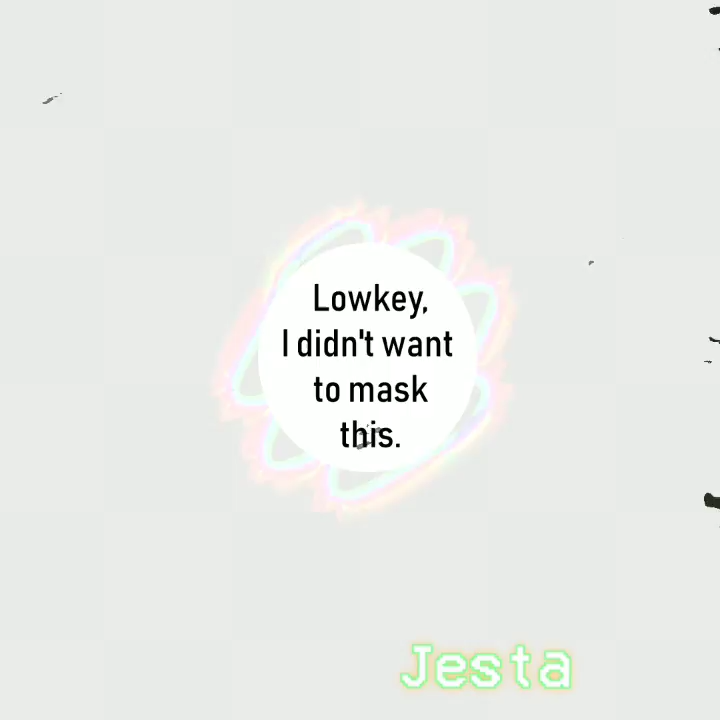 Lowkey,
I didn't want
to mask
this.
Jesta